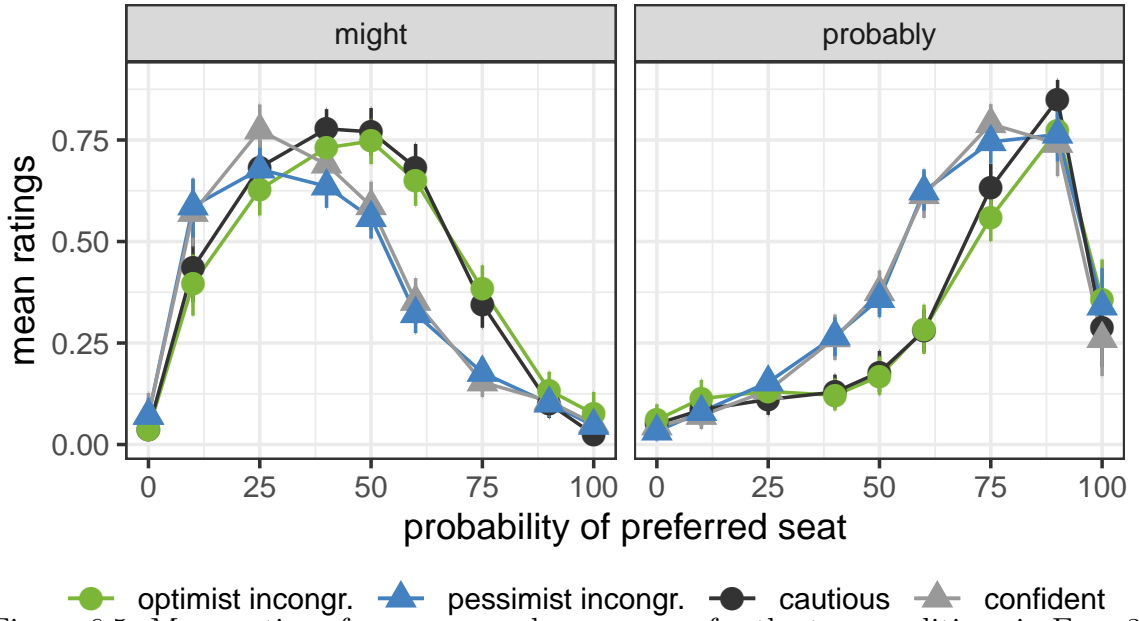 might probably
mean ratings
0.75
0.50
0.25
0.00
0 25 50 75 100 0 25 50 75 100
probability of preferred seat
optimist incongr. pessimist incongr. cautious confident